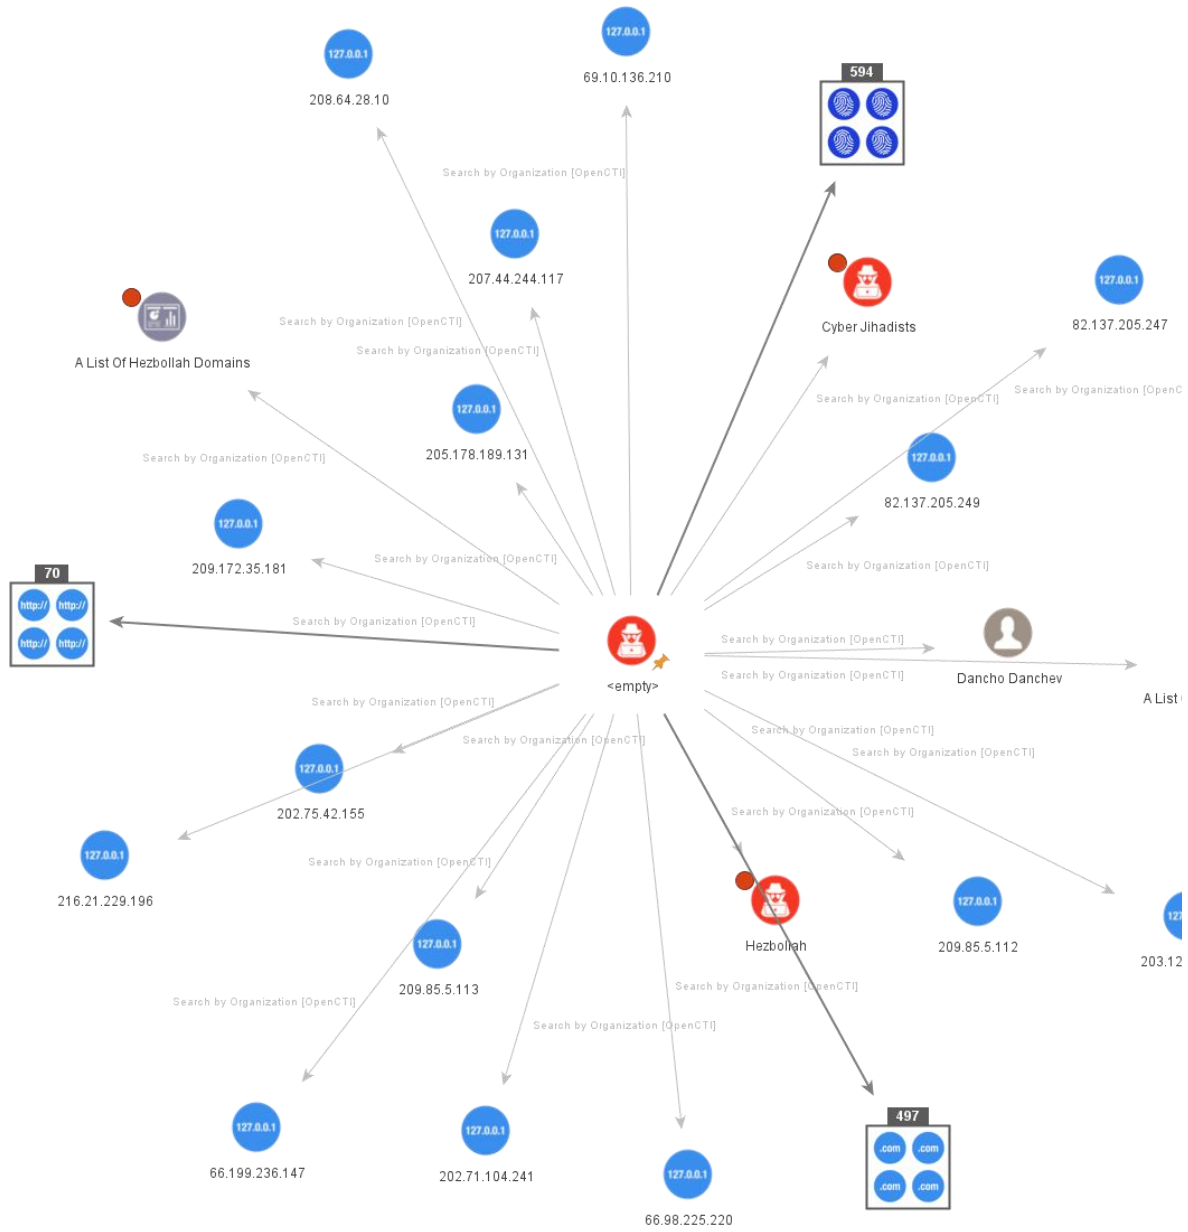 127.0.0.1
69.10.136.210
127.0.0.1
208.64.28.10
594
Search by Organization [OpenCTI]
127.0.0.1
207.44.244.117
Cyber Jihadists
127.0.0.1
82.137.205.247
A List Of Hezbollah Domains
Search by Organization [OpenCTI]
Search by Organization [OpenCTI]
Search by Organization [OpenCTI]
Search by Organization [OpenC
127.0.0.1
205.178.189.131
Search by Organization [OpenCTI]
127.0.0.1
82.137.205.249
127.0.0.1
209.172.35.181
Search by Organization [OpenCTI]
Search by Organization [OpenCTI]
70
http://
http://
http://
http://
Search by Organization [OpenCTI]
<empty>
Search by Organization [OpenCTI]
Search by Organization [OpenCTI]
Dancho Danchev
A List
Search by Organization [OpenCTI]
Search by Organization [OpenCTI]
Search by Organization [OpenCTI]
Search by Organization [OpenCTI]
127.0.0.1
202.75.42.155
Search by Organization [OpenCTI]
127.0.0.1
216.21.229.196
Search by Organization [OpenCTI]
Hezbollah
127.0.0.1
209.85.5.112
127
203.12
127.0.0.1
209.85.5.113
Search by Organization [OpenCTI]
Search by Organization [OpenCTI]
Search by Organization [OpenCTI]
127.0.0.1
66.199.236.147
127.0.0.1
202.71.104.241
127.0.0.1
66.98.225.220
497
.com
.com
.com
.com